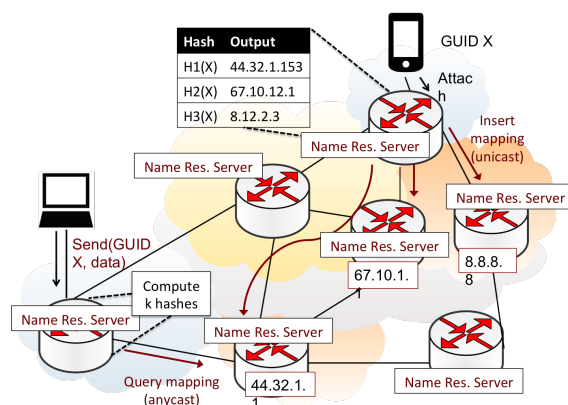 Hash Output
H1(X) 44.32.1.153
H2(X) 67.10.12.1
H3(X) 8.12.2.3
GUID X
Attac
h
Insert
mapping
(unicast)
Name Res. Server
Name Res. Server
Name Res. Server
Name Res. Server
67.10.1.
1
8.8.8.
8
Send(GUID
X, data)
Compute
k hashes
Name Res. Server
Name Res. Server
Name Res. Server
Query mapping
(anycast)
44.32.1.
1